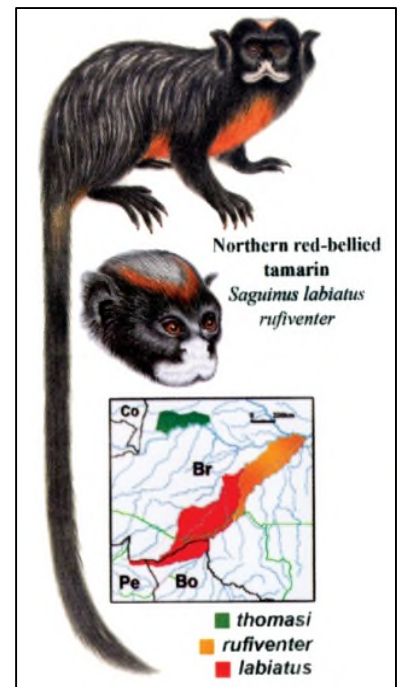 Northern red-bellied
tamarin
Saguinus labiatus
rufiventer
Co
Br
Pe
Bo
thomasi
rufiventer
labiatus